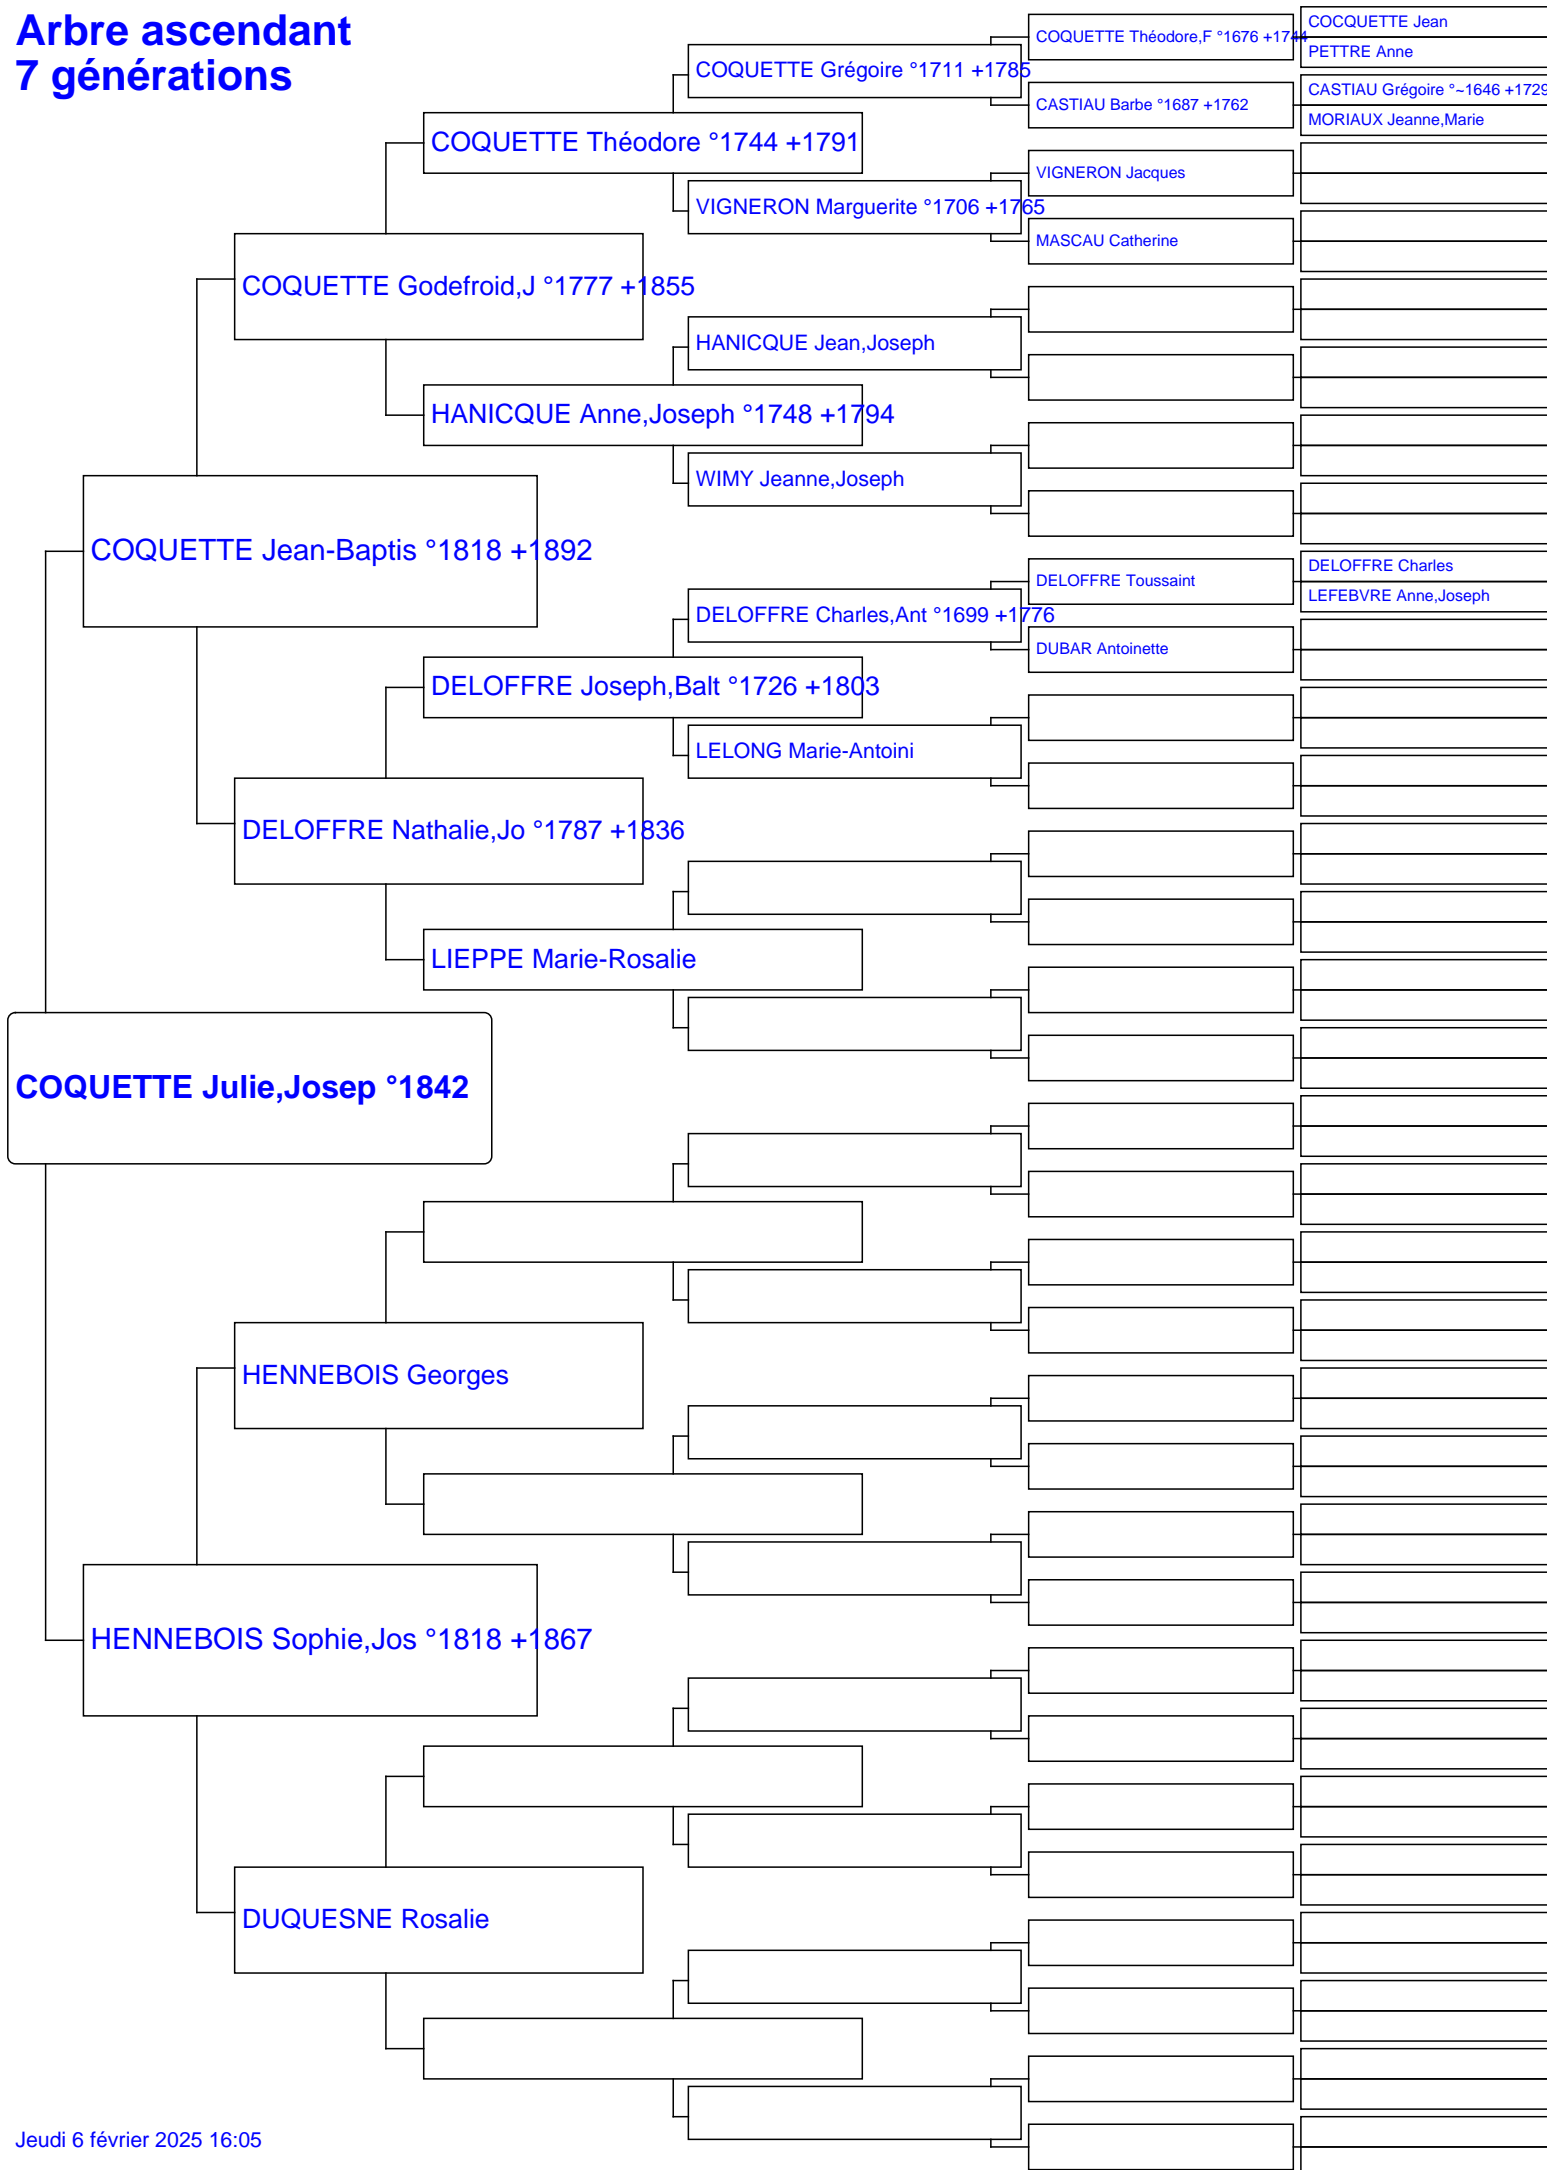 Arbre ascendant
7 générations
COCQUETTE Jean
COQUETTE Théodore,F °1676 +1744
PETTRE Anne
COQUETTE Grégoire °1711 +1785
CASTIAU Grégoire °~1646 +1729
CASTIAU Barbe °1687 +1762
MORIAUX Jeanne,Marie
COQUETTE Théodore °1744 +1791
VIGNERON Jacques
VIGNERON Marguerite °1706 +1765
MASCAU Catherine
COQUETTE Godefroid,J °1777 +1855
HANICQUE Jean,Joseph
HANICQUE Anne,Joseph °1748 +1794
WIMY Jeanne,Joseph
COQUETTE Jean-Baptis °1818 +1892
DELOFFRE Charles
DELOFFRE Toussaint
LEFEBVRE Anne,Joseph
DELOFFRE Charles,Ant °1699 +1776
DUBAR Antoinette
DELOFFRE Joseph,Balt °1726 +1803
LELONG Marie-Antoini
DELOFFRE Nathalie,Jo °1787 +1836
LIEPPE Marie-Rosalie
COQUETTE Julie,Josep °1842
HENNEBOIS Georges
HENNEBOIS Sophie,Jos °1818 +1867
DUQUESNE Rosalie
Jeudi 6 février 2025 16:05